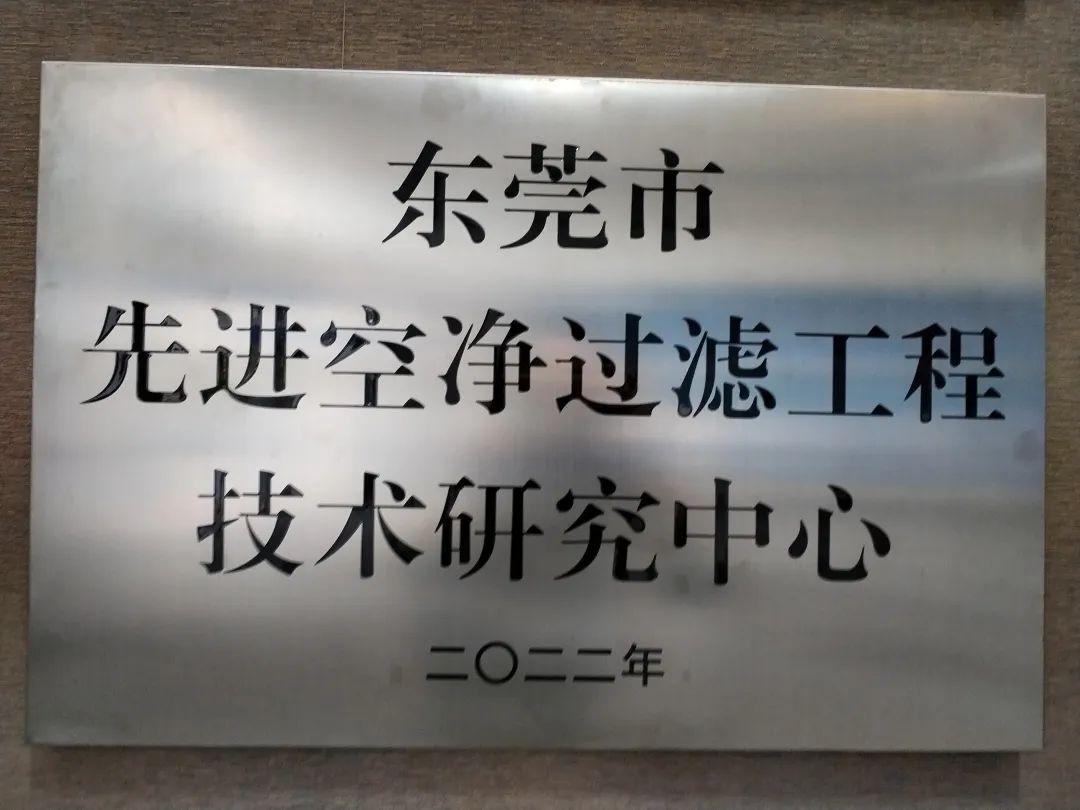 东莞市
先进空净过滤工程
技术研究中心
二〇二二年